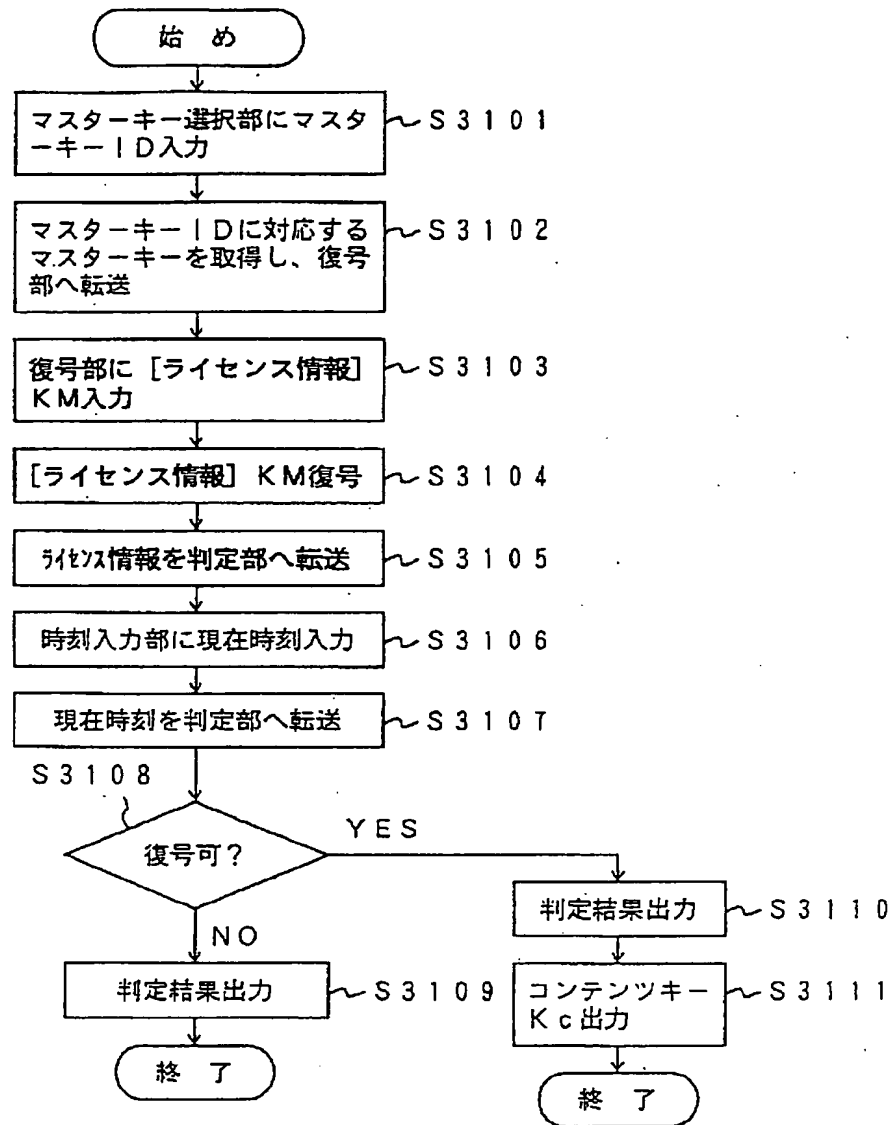 始 め
マスターキー選択部にマスタ
ーキーID入力
S3101
マスターキーIDに対応する
マスターキーを取得し、復号
部へ転送
S3102
復号部に［ライセンス情報］
KM入力
S3103
［ライセンス情報］KM復号
S3104
ﾗｲｾﾝｽ情報を判定部へ転送
S3105
時刻入力部に現在時刻入力
S3106
現在時刻を判定部へ転送
S3107
S3108
復号可？
YES
NO
判定結果出力
S3110
判定結果出力
S3109
コンテンツキー
Kc出力
S3111
終 了
終 了